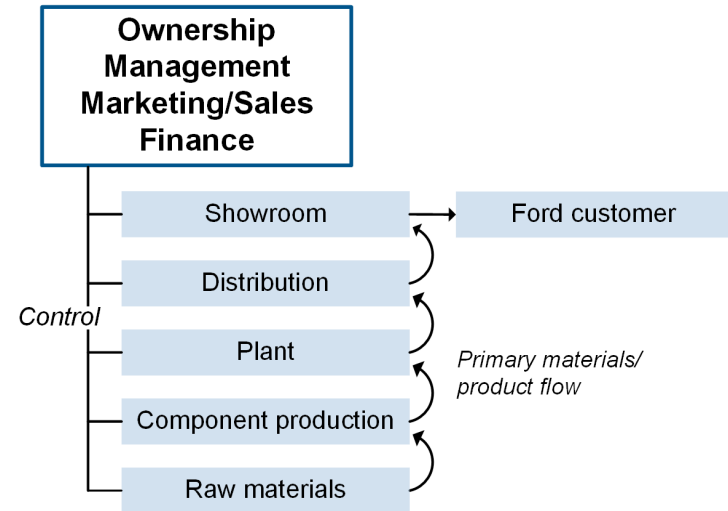 Ownership
Management
Marketing/Sales
Finance
Showroom
Ford customer
Distribution
Control
Plant
Primary materials/
product flow
Component production
Raw materials